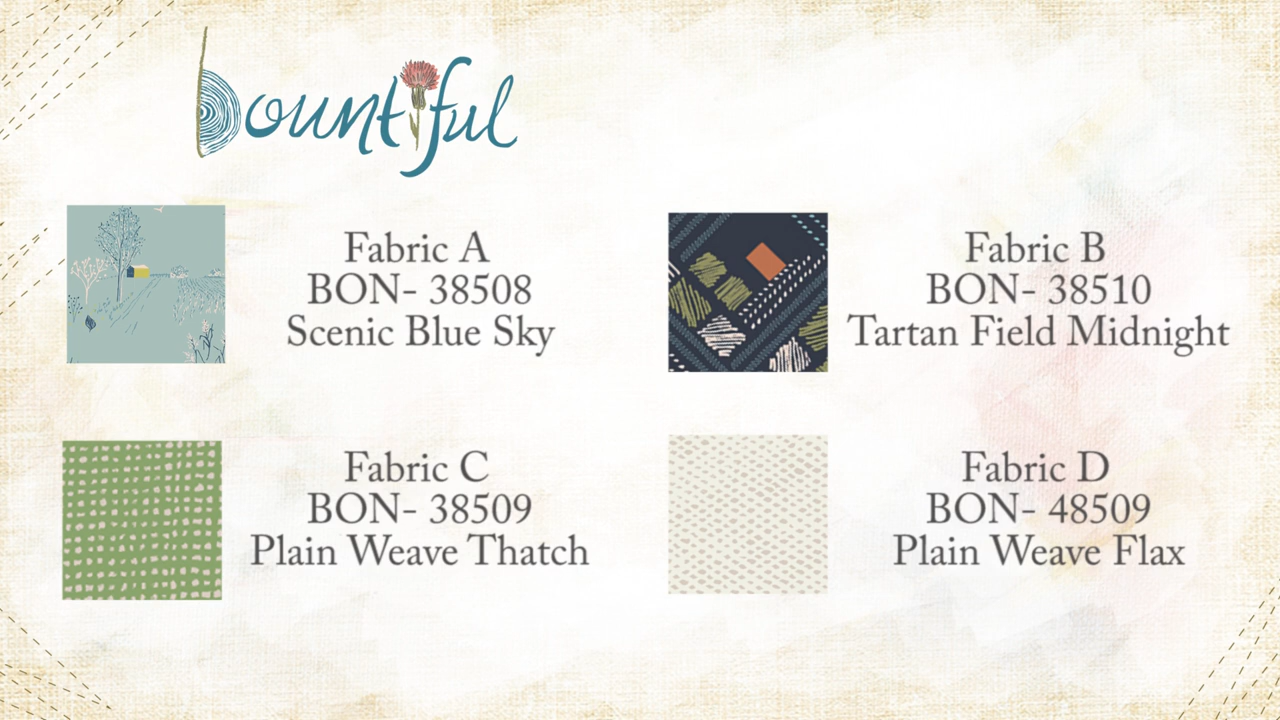 bountiful
Fabric A
BON- 38508
Scenic Blue Sky
Fabric B
BON- 38510
Tartan Field Midnight
Fabric C
BON- 38509
Plain Weave Thatch
Fabric D
BON- 48509
Plain Weave Flax